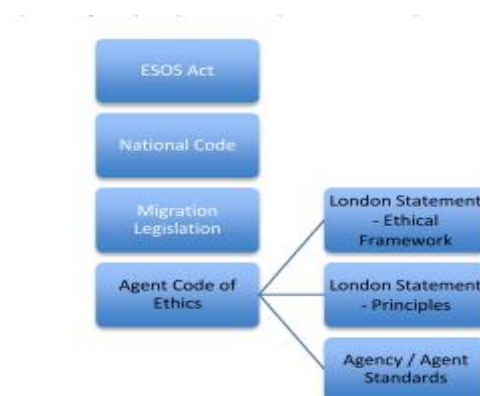 ESOS Act
National Code
Migration
Legislation
Agent Code of
Ethics
London Statement
- Ethical
Framework
London Statement
- Principles
Agency / Agent
Standards